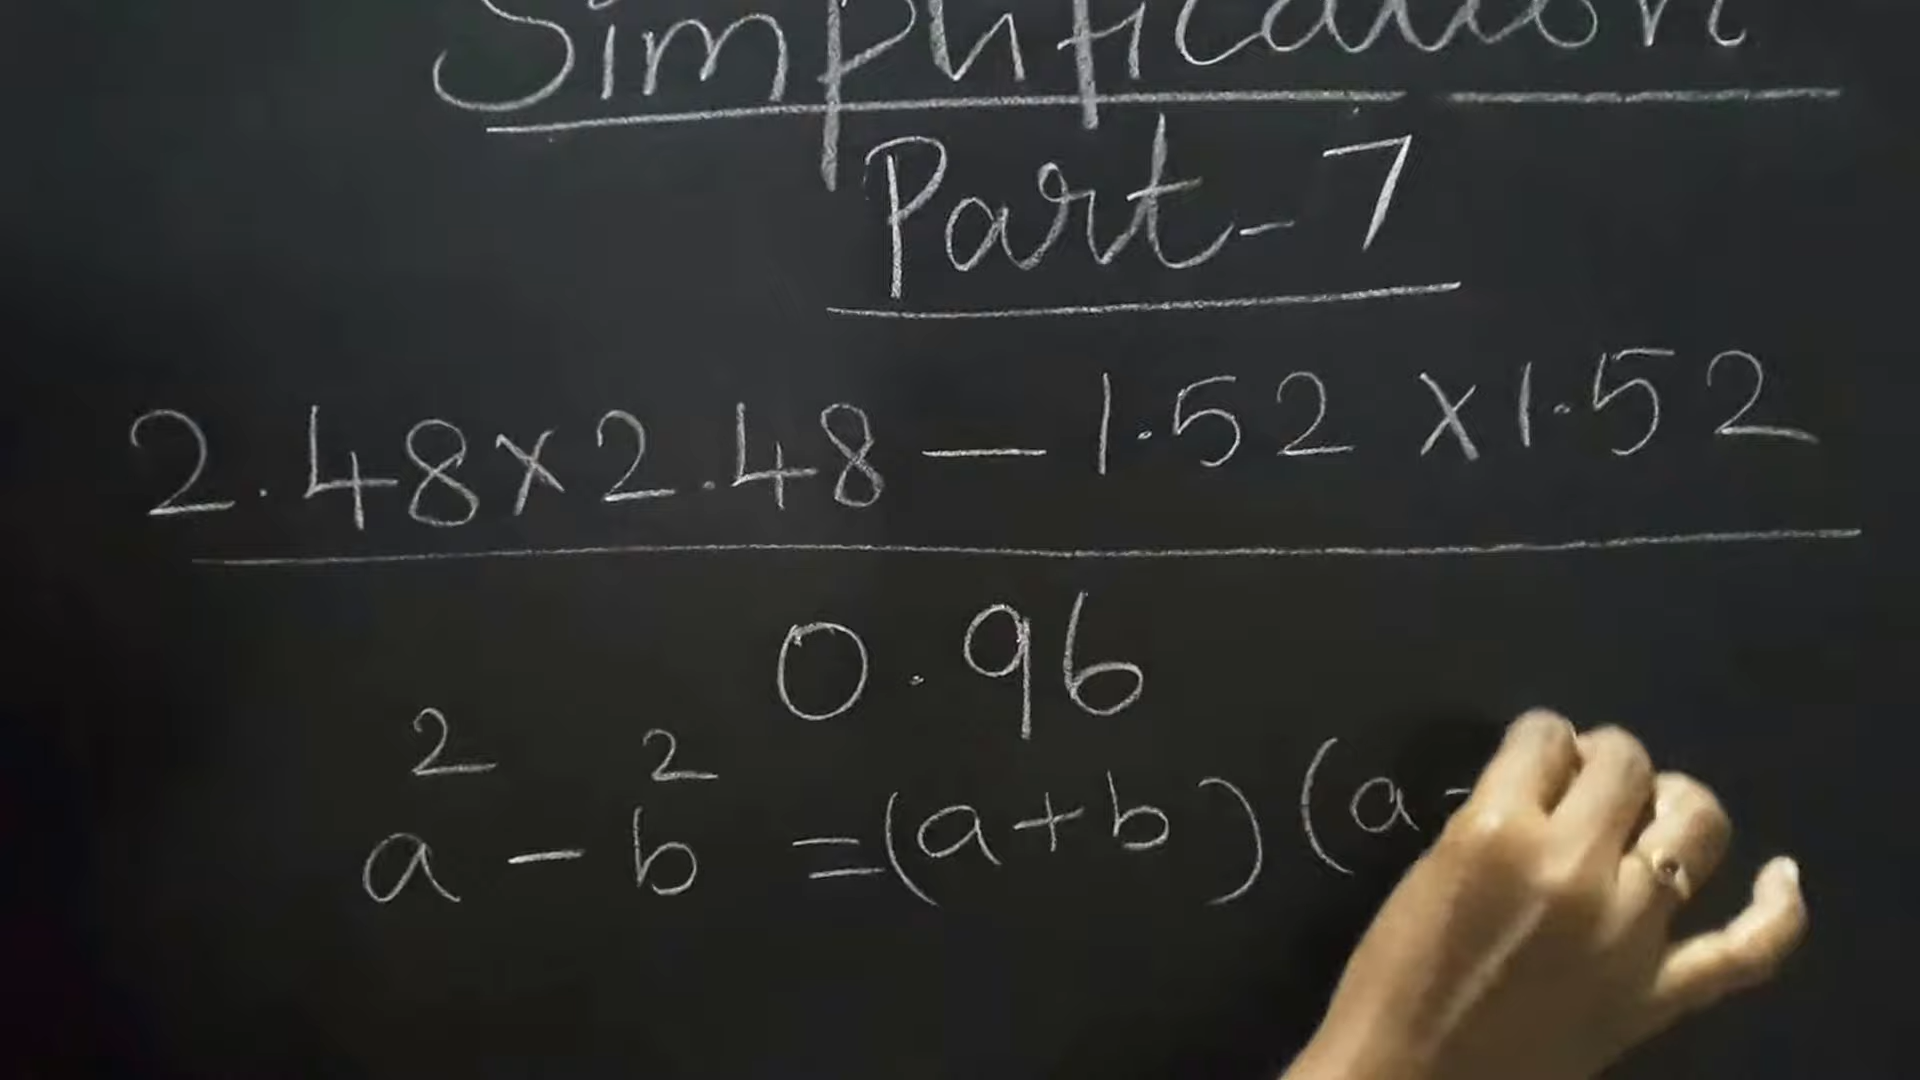 Simplification
Part-7
2.48×2.48 — 1.52 ×1.52
0.96
a² - b² = (a+b) (a-